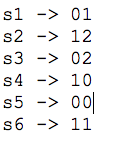 s1 -> 01
s2 -> 12
s3 -> 02
s4 -> 10
s5 -> 00
s6 -> 11